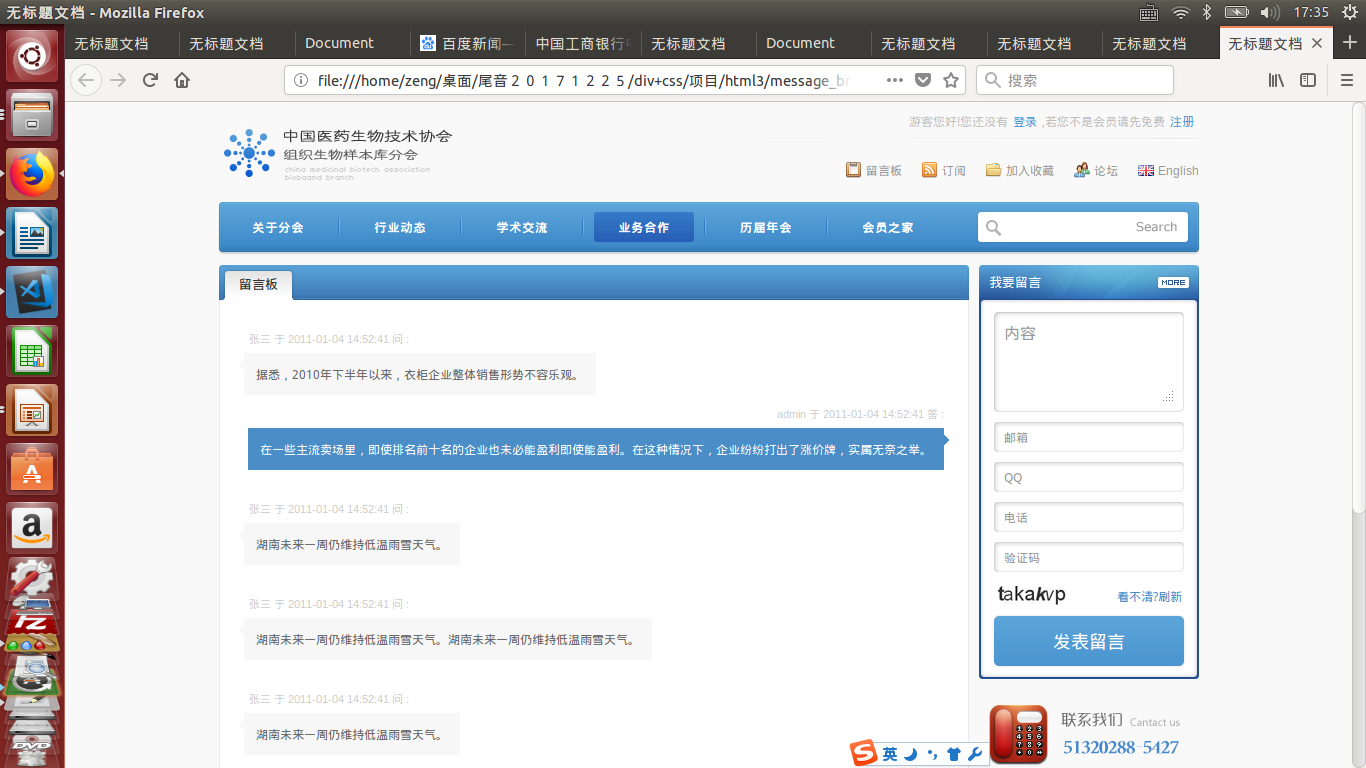 无标题文档 - Mozilla Firefox
17:35
无标题文档 无标题文档 Document 百度新闻— 中国工商银行 无标题文档 Document 无标题文档 无标题文档 无标题文档 无标题文档
file:///home/zeng/桌面/尾音２０１７１２２５/div+css/项目/html3/message_br
搜索
游客您好!您还没有 登录 ,若您不是会员请先免费 注册
中国医药生物技术协会
组织生物样本库分会
china medicinal biotech association
biobaand branch
留言板 订阅 加入收藏 论坛 English
关于分会 行业动态 学术交流 业务合作 历届年会 会员之家 Search
留言板
张三 于 2011-01-04 14:52:41 问 :
据悉，2010年下半年以来，衣柜企业整体销售形势不容乐观。
admin 于 2011-01-04 14:52:41 答 :
在一些主流卖场里，即使排名前十名的企业也未必能盈利即使能盈利。在这种情况下，企业纷纷打出了涨价牌，实属无奈之举。
张三 于 2011-01-04 14:52:41 问 :
湖南未来一周仍维持低温雨雪天气。
张三 于 2011-01-04 14:52:41 问 :
湖南未来一周仍维持低温雨雪天气。湖南未来一周仍维持低温雨雪天气。
张三 于 2011-01-04 14:52:41 问 :
湖南未来一周仍维持低温雨雪天气。
我要留言 MORE
内容
邮箱
QQ
电话
验证码
takakvp 看不清?刷新
发表留言
联系我们 Cantact us
51320288-5427
英